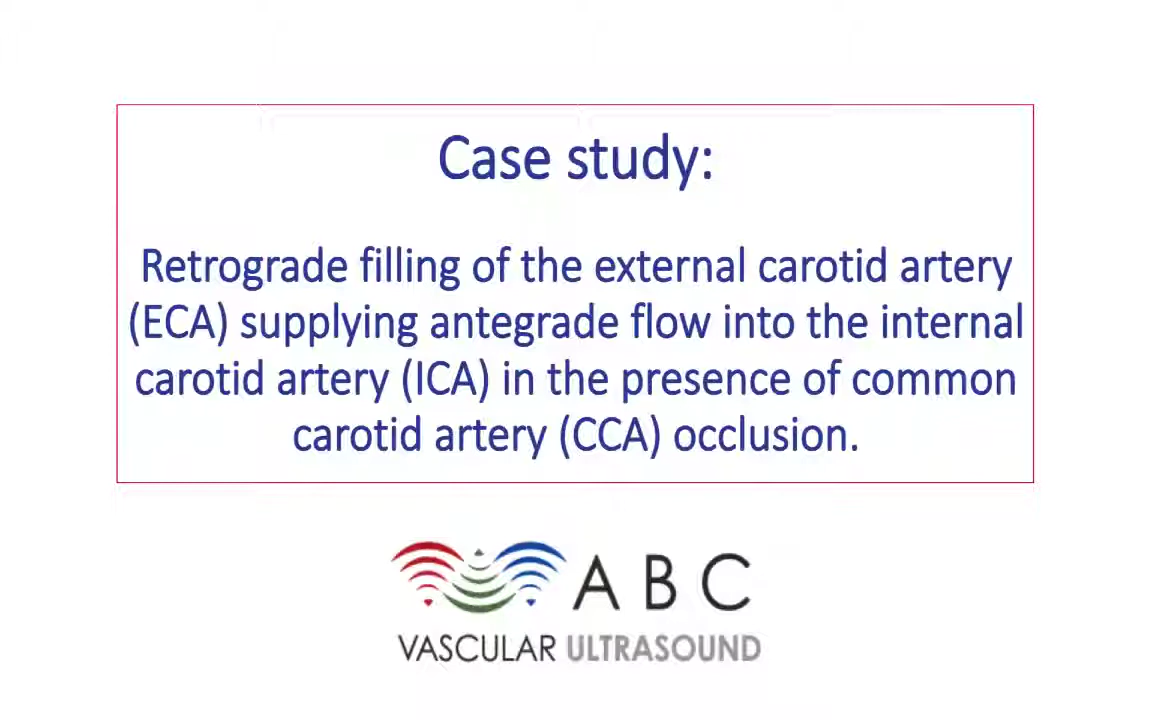 Case study:
Retrograde filling of the external carotid artery
(ECA) supplying antegrade flow into the internal
carotid artery (ICA) in the presence of common
carotid artery (CCA) occlusion.
ABC
VASCULAR ULTRASOUND